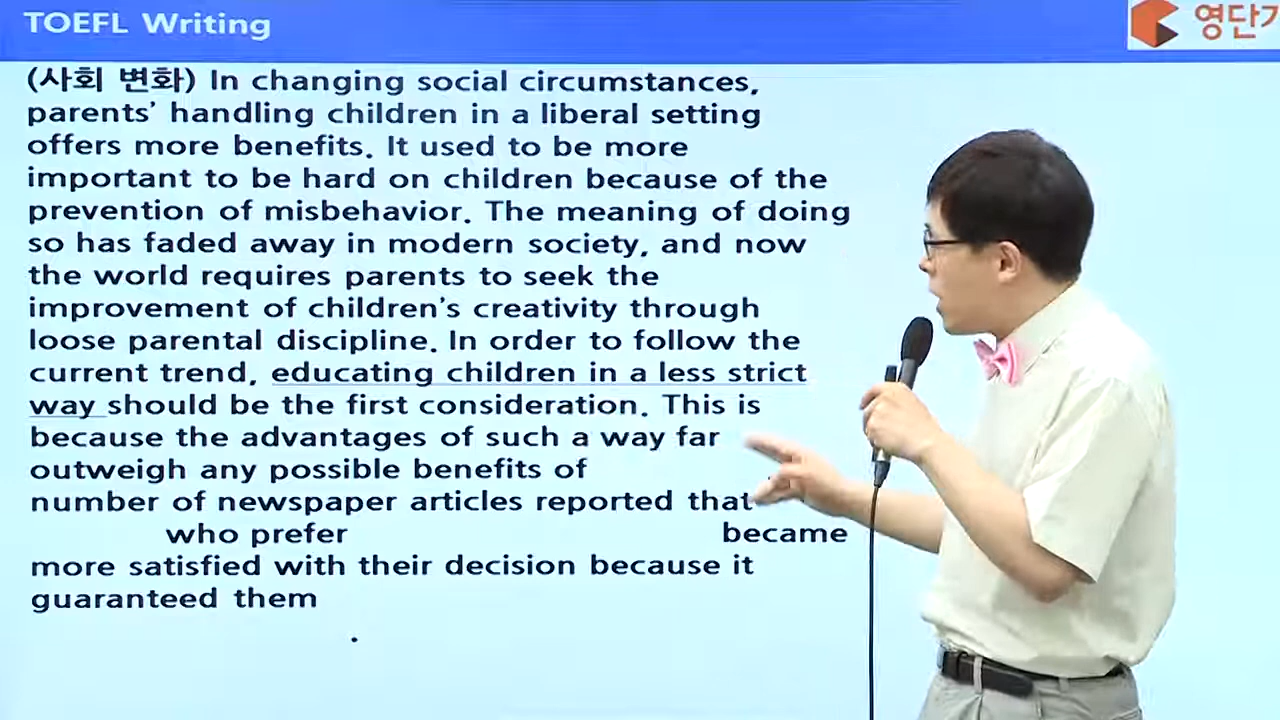 TOEFL Writing
영단기
(사회 변화) In changing social circumstances,
parents' handling children in a liberal setting
offers more benefits. It used to be more
important to be hard on children because of the
prevention of misbehavior. The meaning of doing
so has faded away in modern society, and now
the world requires parents to seek the
improvement of children's creativity through
loose parental discipline. In order to follow the
current trend, educating children in a less strict
way should be the first consideration. This is
because the advantages of such a way far
outweigh any possible benefits of
number of newspaper articles reported that
who prefer became
more satisfied with their decision because it
guaranteed them
.